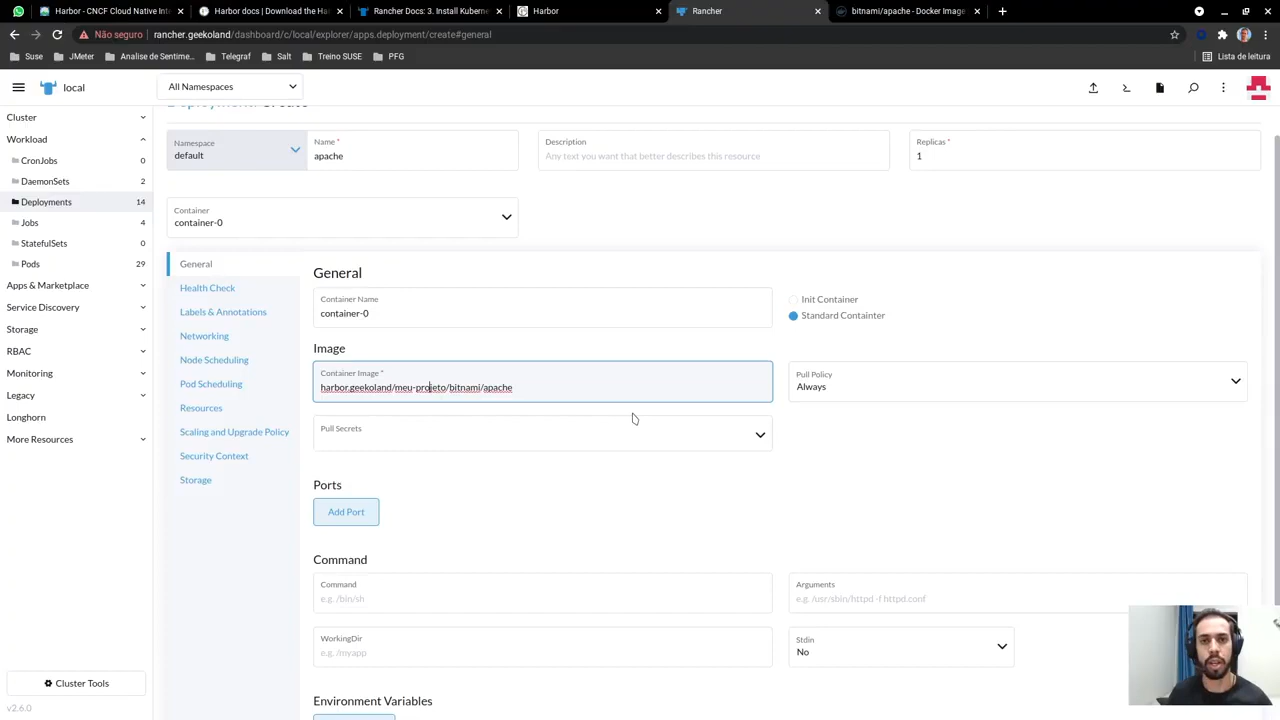 Harbor - CNCF Cloud Native Int
Harbor docs | Download the Ha
Rancher Docs: 3. Install Kubern
Harbor
Rancher
bitnami/apache - Docker Image
Não seguro | rancher.geekoland/dashboard/c/local/explorer/apps.deployment/create#general
Suse
JMeter
Analise de Sentime...
Telegraf
Salt
Treino SUSE
PFG
Lista de leitura
local
All Namespaces
Cluster
Workload
CronJobs 0
DaemonSets 2
Deployments 14
Jobs 4
StatefulSets 0
Pods 29
Apps & Marketplace
Service Discovery
Storage
RBAC
Monitoring
Legacy
Longhorn
More Resources
Cluster Tools
v2.6.0
Namespace
default
Name *
apache
Description
Any text you want that better describes this resource
Replicas *
1
Container
container-0
General
Health Check
Labels & Annotations
Networking
Node Scheduling
Pod Scheduling
Resources
Scaling and Upgrade Policy
Security Context
Storage
General
Container Name
container-0
Init Container
Standard Containter
Image
Container Image *
harbor.geekoland/meu-projeto/bitnami/apache
Pull Policy
Always
Pull Secrets
Ports
Add Port
Command
Command
e.g. /bin/sh
Arguments
e.g. /usr/sbin/httpd -f httpd.conf
WorkingDir
e.g. /myapp
Stdin
No
Environment Variables